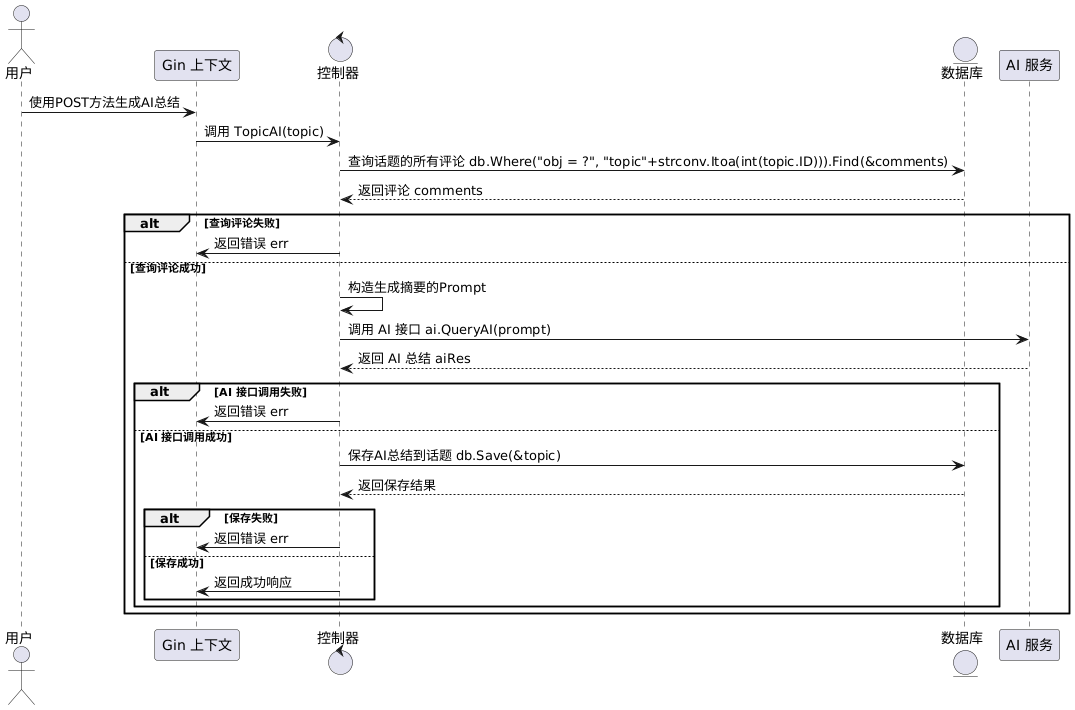 用户
Gin 上下文
控制器
数据库
AI 服务
使用POST方法生成AI总结
调用 TopicAI(topic)
查询话题的所有评论 db.Where("obj = ?", "topic"+strconv.Itoa(int(topic.ID))).Find(&comments)
返回评论 comments
alt [查询评论失败]
返回错误 err
[查询评论成功]
构造生成摘要的Prompt
调用 AI 接口 ai.QueryAI(prompt)
返回 AI 总结 aiRes
alt [AI 接口调用失败]
返回错误 err
[AI 接口调用成功]
保存AI总结到话题 db.Save(&topic)
返回保存结果
alt [保存失败]
返回错误 err
[保存成功]
返回成功响应
用户
Gin 上下文
控制器
数据库
AI 服务